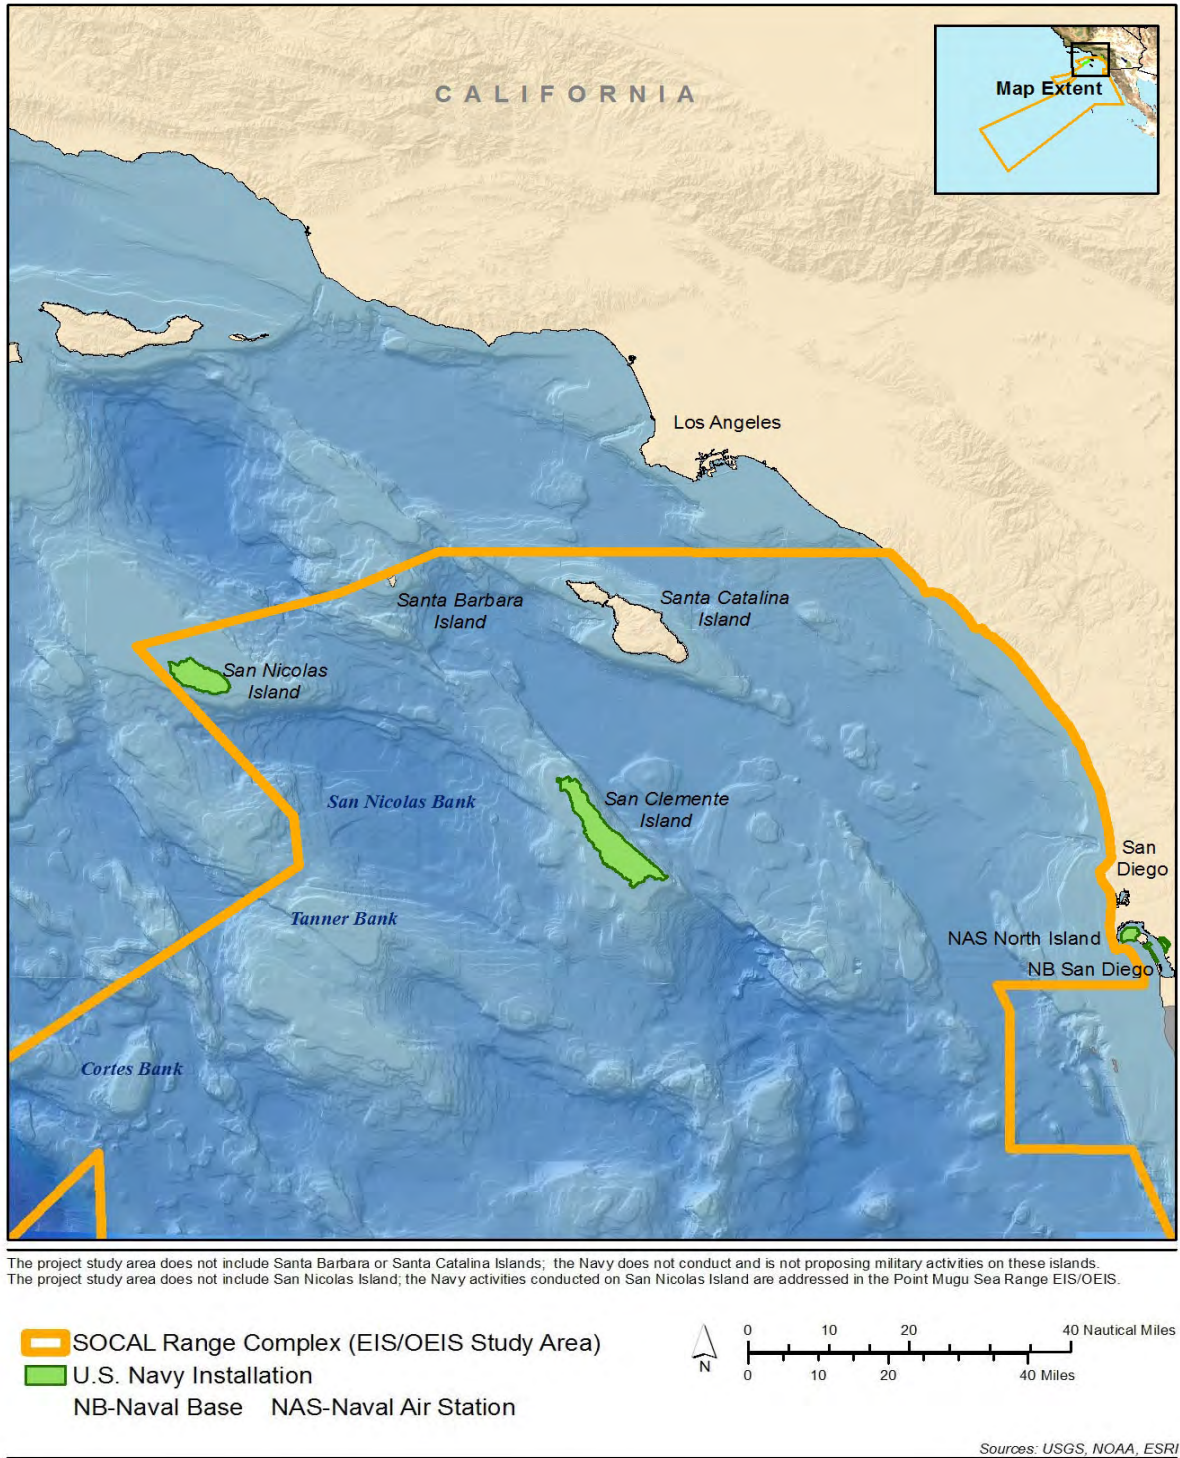 CALIFORNIA
Map Extent
Los Angeles
Santa Barbara
Island
Santa Catalina
Island
San Nicolas
Island
San Nicolas Bank
San Clemente
Island
San
Diego
Tanner Bank
NAS North Island
NB San Diego
Cortes Bank
The project study area does not include Santa Barbara or Santa Catalina Islands; the Navy does not conduct and is not proposing military activities on these islands.
The project study area does not include San Nicolas Island; the Navy activities conducted on San Nicolas Island are addressed in the Point Mugu Sea Range EIS/OEIS.
SOCAL Range Complex (EIS/OEIS Study Area)
U.S. Navy Installation
NB-Naval Base NAS-Naval Air Station
N
0 10 20 40 Nautical Miles
0 10 20 40 Miles
Sources: USGS, NOAA, ESRI